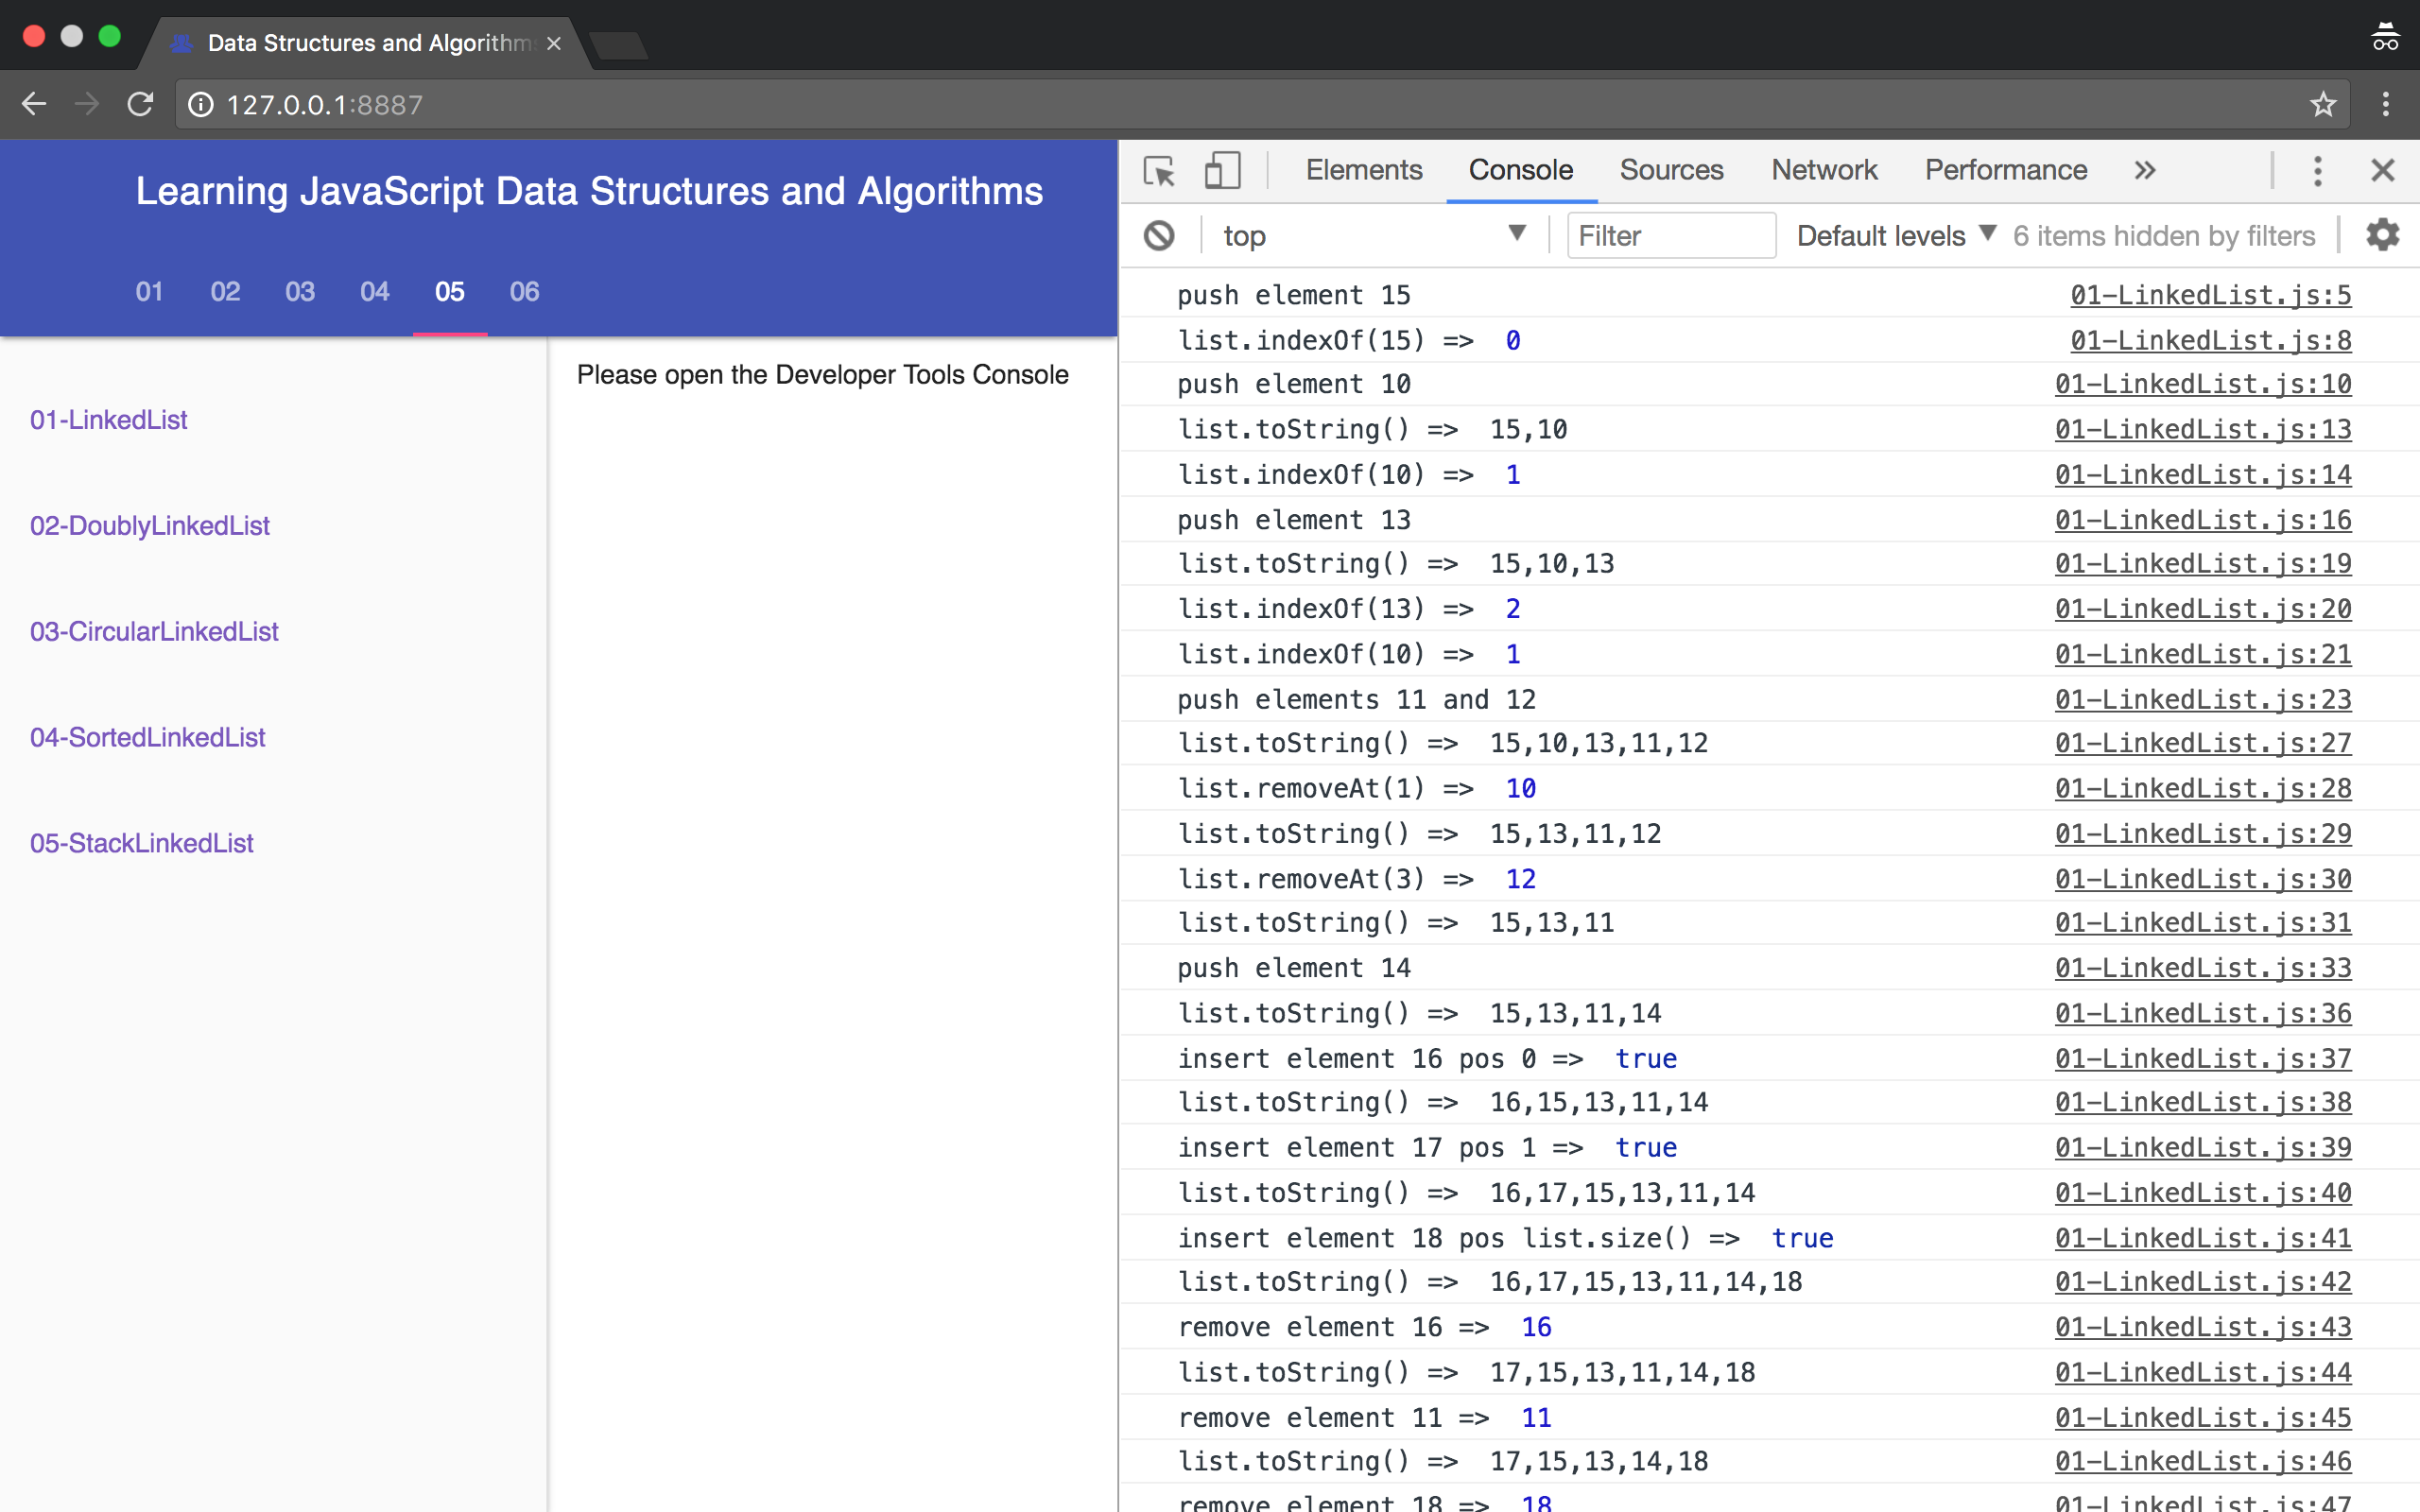 Data Structures and Algorithms
127.0.0.1:8887
Learning JavaScript Data Structures and Algorithms
01 02 03 04 05 06
01-LinkedList
02-DoublyLinkedList
03-CircularLinkedList
04-SortedLinkedList
05-StackLinkedList
Please open the Developer Tools Console
Elements Console Sources Network Performance »
top Filter Default levels 6 items hidden by filters
push element 15 01-LinkedList.js:5
list.indexOf(15) => 0 01-LinkedList.js:8
push element 10 01-LinkedList.js:10
list.toString() => 15,10 01-LinkedList.js:13
list.indexOf(10) => 1 01-LinkedList.js:14
push element 13 01-LinkedList.js:16
list.toString() => 15,10,13 01-LinkedList.js:19
list.indexOf(13) => 2 01-LinkedList.js:20
list.indexOf(10) => 1 01-LinkedList.js:21
push elements 11 and 12 01-LinkedList.js:23
list.toString() => 15,10,13,11,12 01-LinkedList.js:27
list.removeAt(1) => 10 01-LinkedList.js:28
list.toString() => 15,13,11,12 01-LinkedList.js:29
list.removeAt(3) => 12 01-LinkedList.js:30
list.toString() => 15,13,11 01-LinkedList.js:31
push element 14 01-LinkedList.js:33
list.toString() => 15,13,11,14 01-LinkedList.js:36
insert element 16 pos 0 => true 01-LinkedList.js:37
list.toString() => 16,15,13,11,14 01-LinkedList.js:38
insert element 17 pos 1 => true 01-LinkedList.js:39
list.toString() => 16,17,15,13,11,14 01-LinkedList.js:40
insert element 18 pos list.size() => true 01-LinkedList.js:41
list.toString() => 16,17,15,13,11,14,18 01-LinkedList.js:42
remove element 16 => 16 01-LinkedList.js:43
list.toString() => 17,15,13,11,14,18 01-LinkedList.js:44
remove element 11 => 11 01-LinkedList.js:45
list.toString() => 17,15,13,14,18 01-LinkedList.js:46
remove element 18 => 18 01-LinkedList.js:47